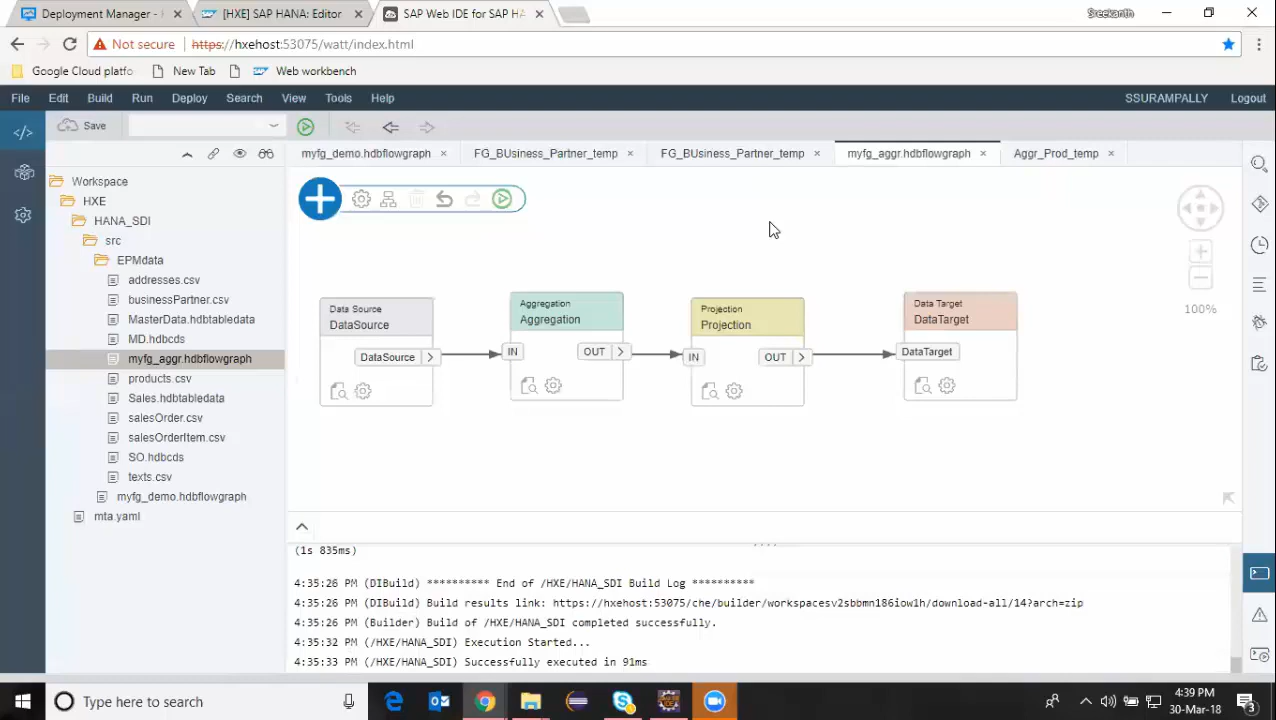 Deployment Manager -
[HXE] SAP HANA: Editor
SAP Web IDE for SAP HA
Sreekanth
Not secure https://hxehost:53075/watt/index.html
Google Cloud platfo New Tab Web workbench
File Edit Build Run Deploy Search View Tools Help SSURAMPALLY Logout
Save
myfg_demo.hdbflowgraph
FG_BUsiness_Partner_temp
FG_BUsiness_Partner_temp
myfg_aggr.hdbflowgraph
Aggr_Prod_temp
Workspace
HXE
HANA_SDI
src
EPMdata
addresses.csv
businessPartner.csv
MasterData.hdbtabledata
MD.hdbcds
myfg_aggr.hdbflowgraph
products.csv
Sales.hdbtabledata
salesOrder.csv
salesOrderItem.csv
SO.hdbcds
texts.csv
myfg_demo.hdbflowgraph
mta.yaml
Data Source
DataSource
DataSource
Aggregation
Aggregation
IN OUT
Projection
Projection
IN OUT
Data Target
DataTarget
DataTarget
100%
(1s 835ms)
4:35:26 PM (DIBuild) ********** End of /HXE/HANA_SDI Build Log **********
4:35:26 PM (DIBuild) Build results link: https://hxehost:53075/che/builder/workspacesv2sbbmn186iow1h/download-all/14?arch=zip
4:35:26 PM (Builder) Build of /HXE/HANA_SDI completed successfully.
4:35:32 PM (/HXE/HANA_SDI) Execution Started...
4:35:33 PM (/HXE/HANA_SDI) Successfully executed in 91ms
Type here to search
4:39 PM
30-Mar-18
3